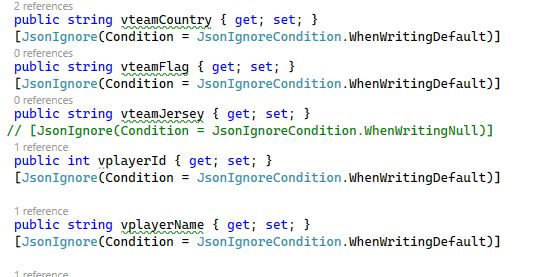 2 references
public string vteamCountry { get; set; }
[JsonIgnore(Condition = JsonIgnoreCondition.WhenWritingDefault)]
0 references
public string vteamFlag { get; set; }
[JsonIgnore(Condition = JsonIgnoreCondition.WhenWritingDefault)]
0 references
public string vteamJersey { get; set; }
// [JsonIgnore(Condition = JsonIgnoreCondition.WhenWritingNull)]
1 reference
public int vplayerId { get; set; }
[JsonIgnore(Condition = JsonIgnoreCondition.WhenWritingDefault)]
1 reference
public string vplayerName { get; set; }
[JsonIgnore(Condition = JsonIgnoreCondition.WhenWritingDefault)]
1 reference